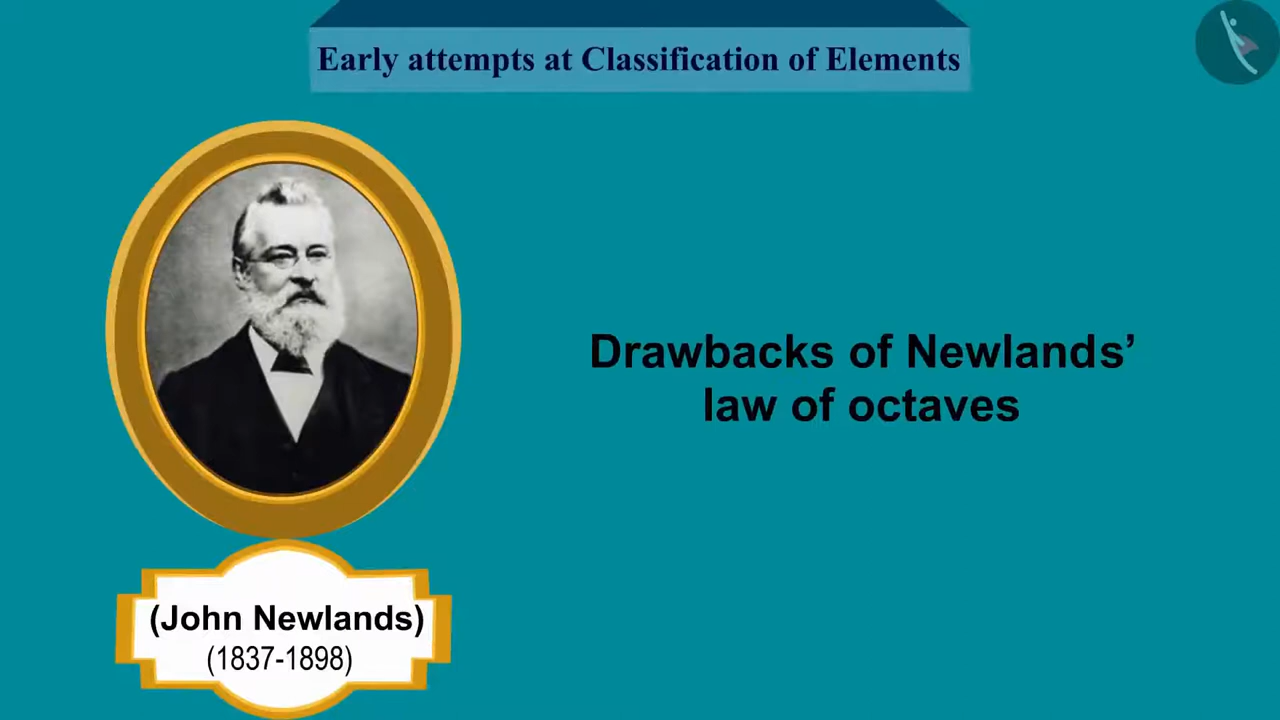 Early attempts at Classification of Elements
Drawbacks of Newlands’
law of octaves
(John Newlands)
(1837-1898)